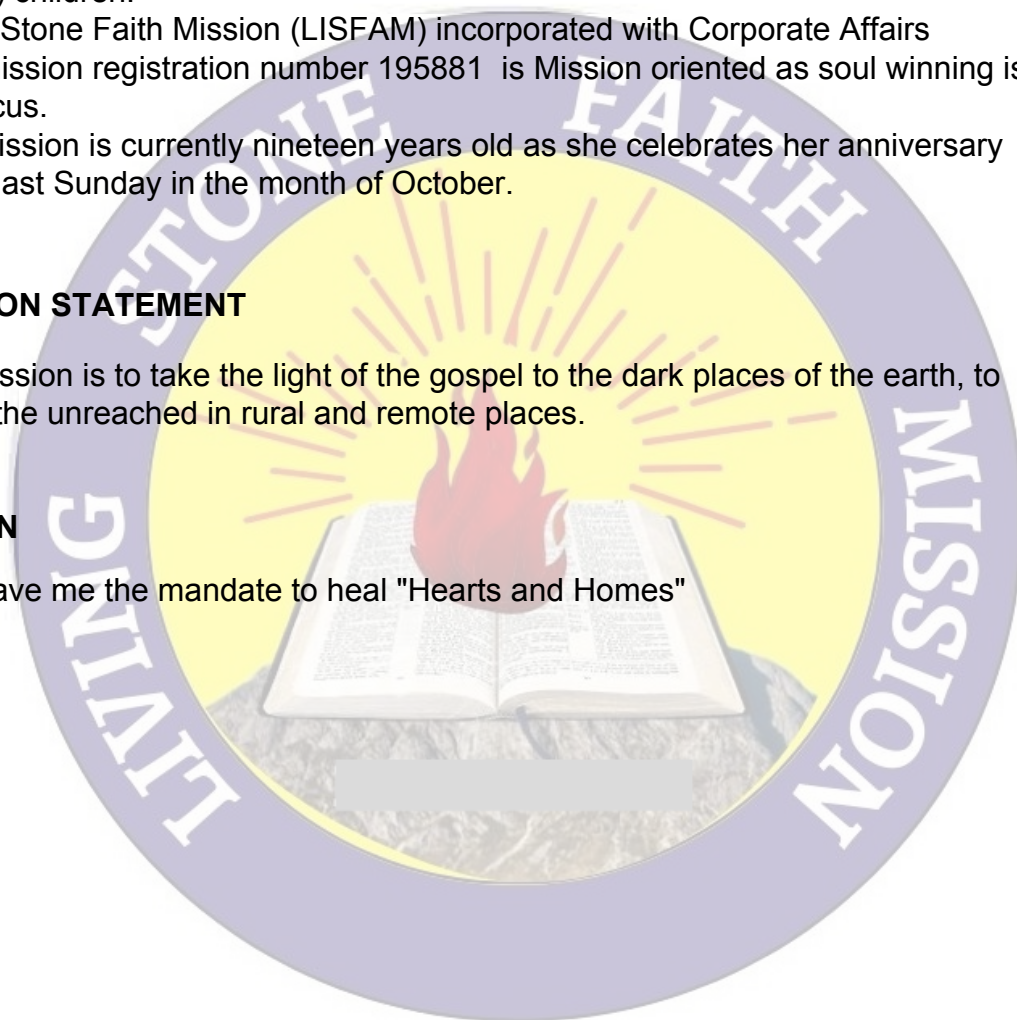 children.
Stone Faith Mission (LISFAM) incorporated with Corporate Affairs
ission registration number 195881 is Mission oriented as soul winning is
cus.
ission is currently nineteen years old as she celebrates her anniversary
ast Sunday in the month of October.
ON STATEMENT
ssion is to take the light of the gospel to the dark places of the earth, to
the unreached in rural and remote places.
N
ave me the mandate to heal "Hearts and Homes"
LIVING STONE FAITH MISSION